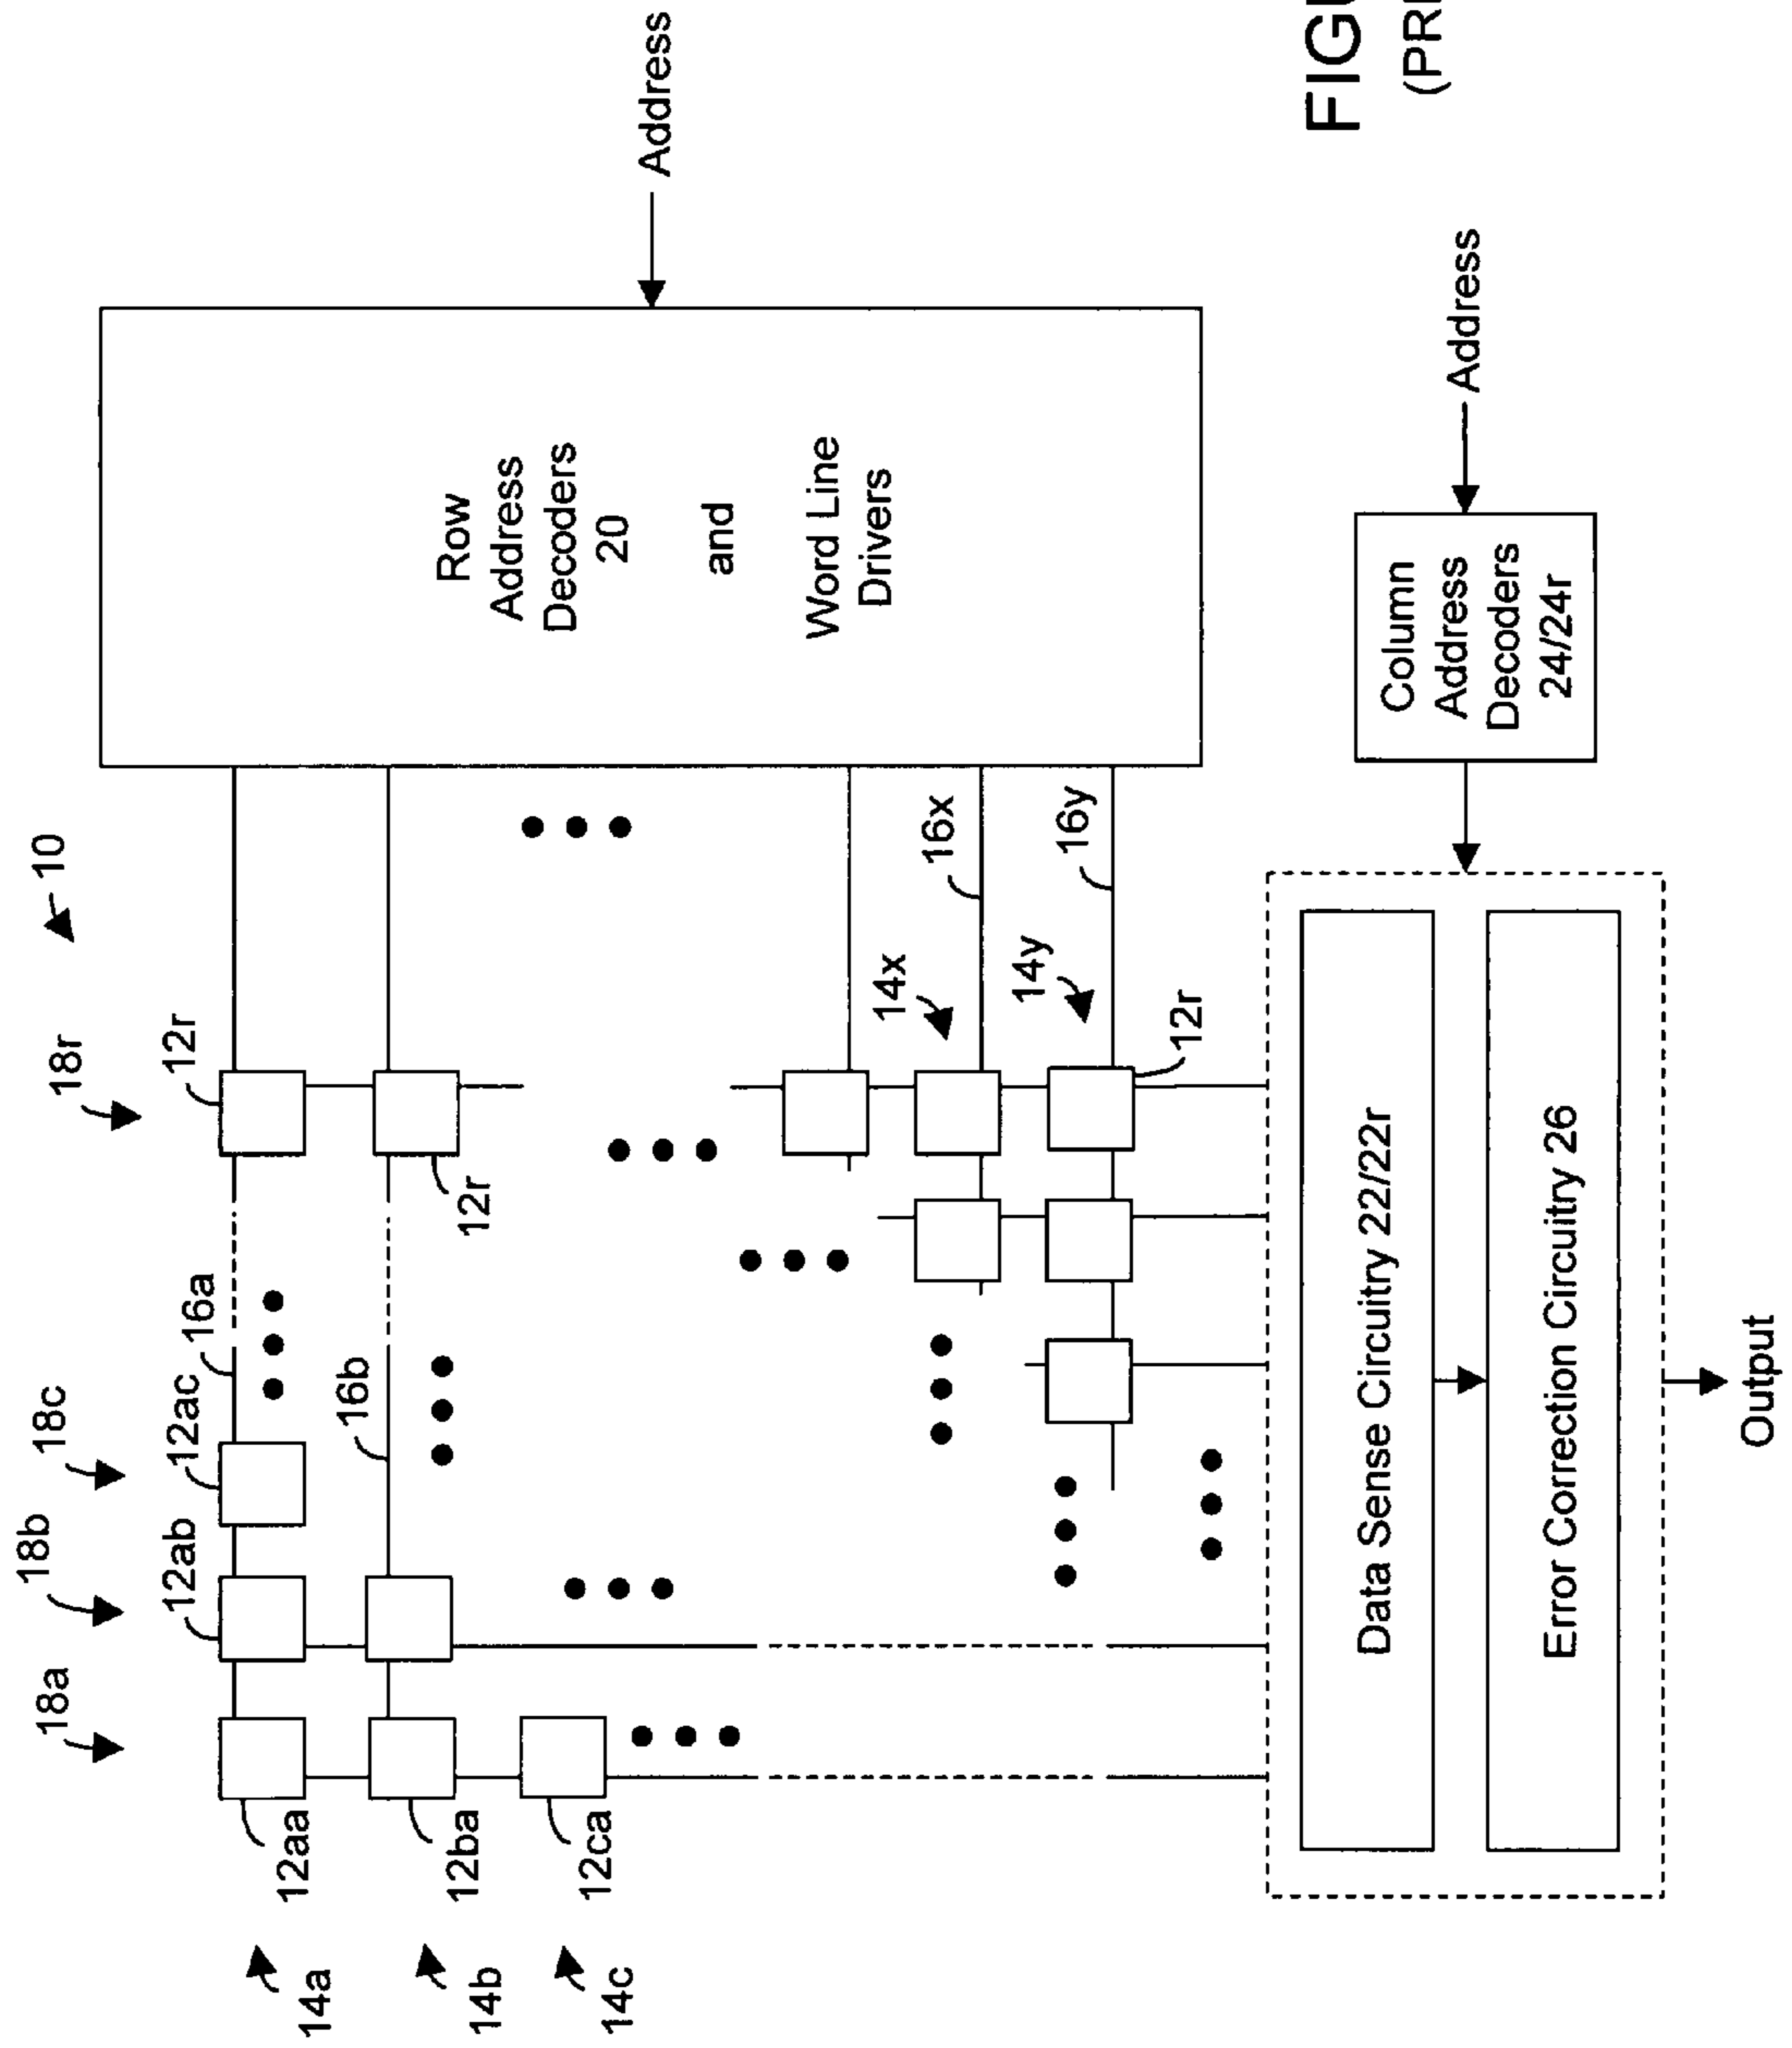 10
18a
18b
18c
18r
12ab
12ac
16a
12r
12aa
14a
16b
12r
12ba
14b
12ca
14c
Row
Address
Decoders
20
and
Word Line
Drivers
Address
14x
16x
14y
16y
12r
Data Sense Circuitry 22/22r
Error Correction Circuitry 26
Column
Address
Decoders
24/24r
Address
Output